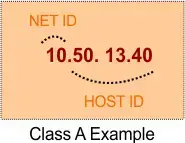 NET ID
10.50. 13.40
HOST ID
Class A Example